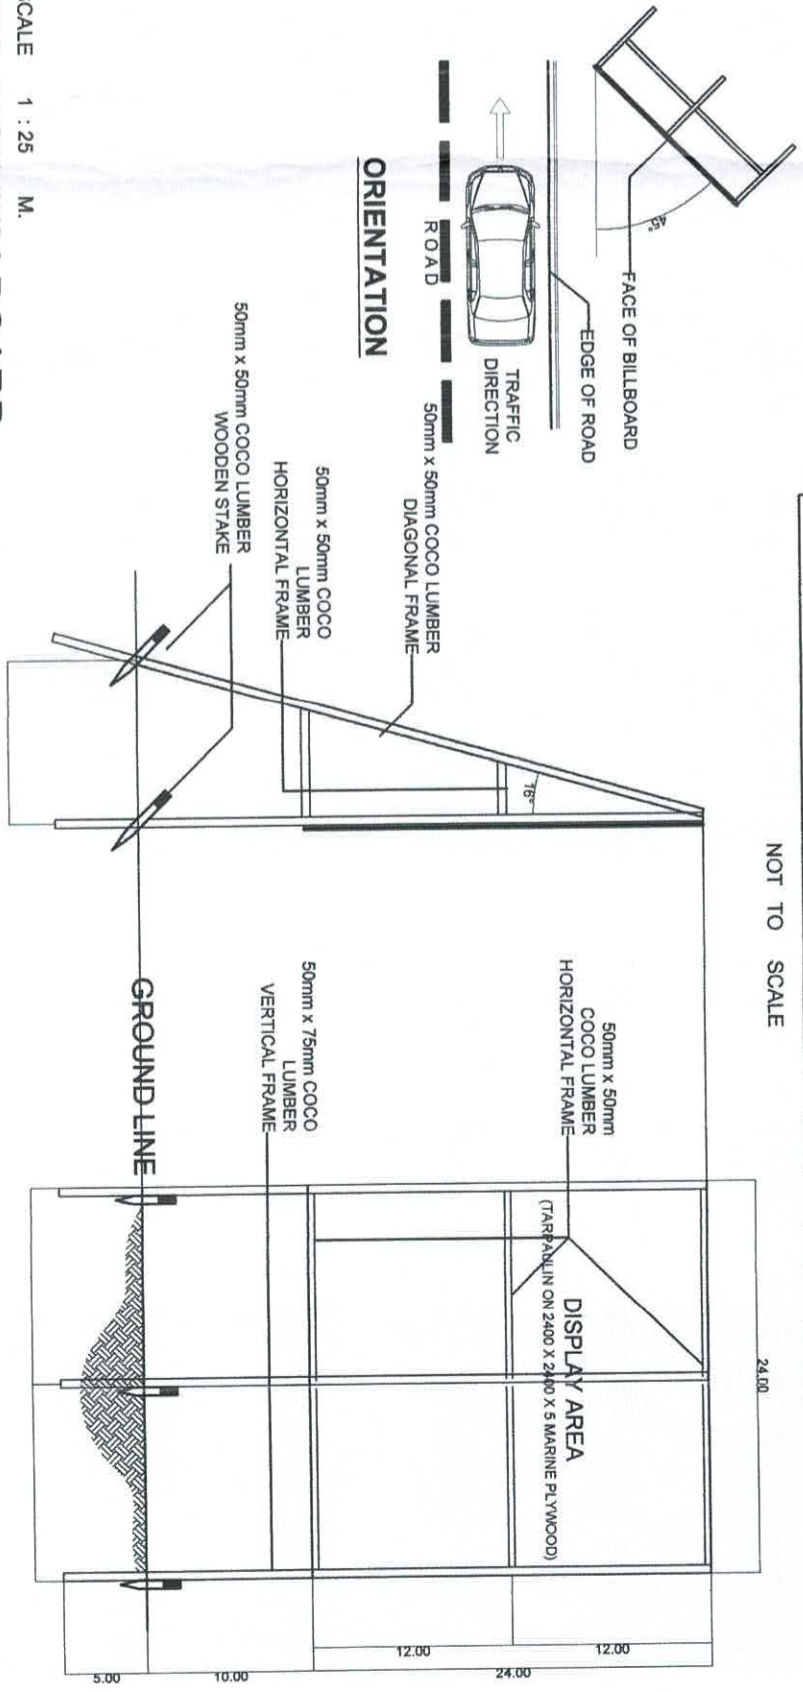 NOT TO SCALE
FACE OF BILLBOARD
45°
EDGE OF ROAD
TRAFFIC
DIRECTION
ROAD
ORIENTATION
50mm x 50mm COCO LUMBER
DIAGONAL FRAME
50mm x 50mm COCO
LUMBER
HORIZONTAL FRAME
50mm x 50mm COCO LUMBER
WOODEN STAKE
16°
50mm x 50mm
COCO LUMBER
HORIZONTAL FRAME
50mm x 75mm COCO
LUMBER
VERTICAL FRAME
GROUND LINE
24.00
DISPLAY AREA
(TARPAULIN ON 2400 X 2400 X 5 MARINE PLYWOOD)
12.00
12.00
24.00
10.00
5.00
SCALE 1 : 25 M.